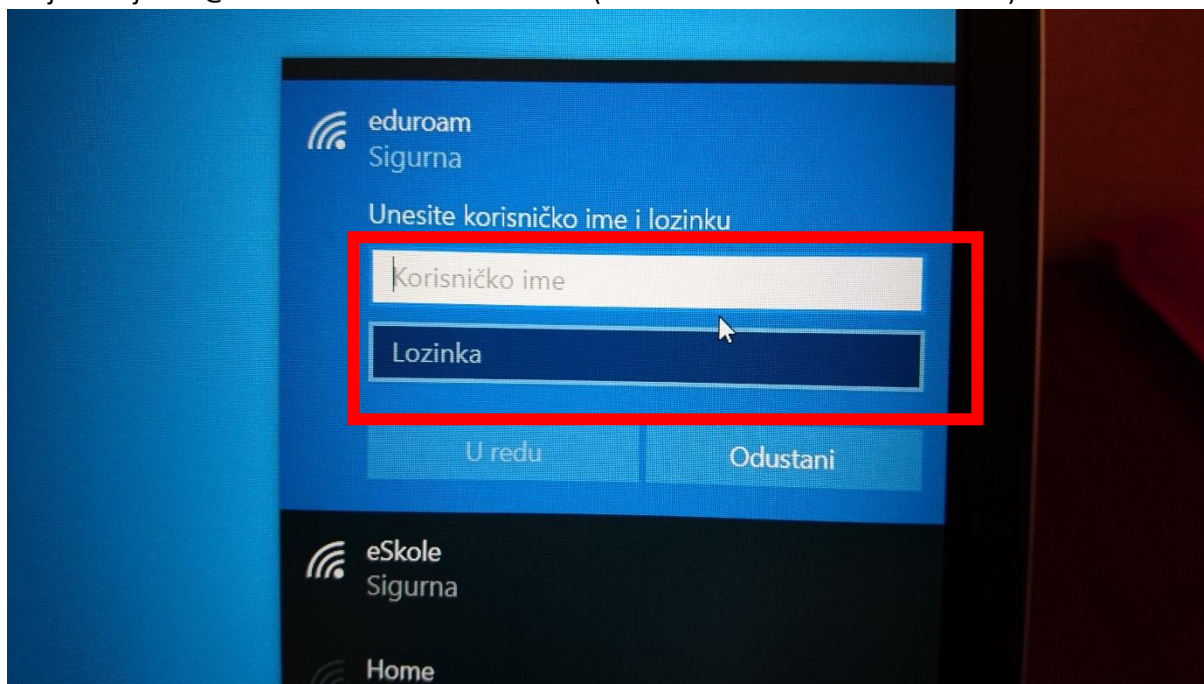 eduroam
Sigurna
Unesite korisničko ime i lozinku
Korisničko ime
Lozinka
U redu
Odustani
eSkole
Sigurna
Home